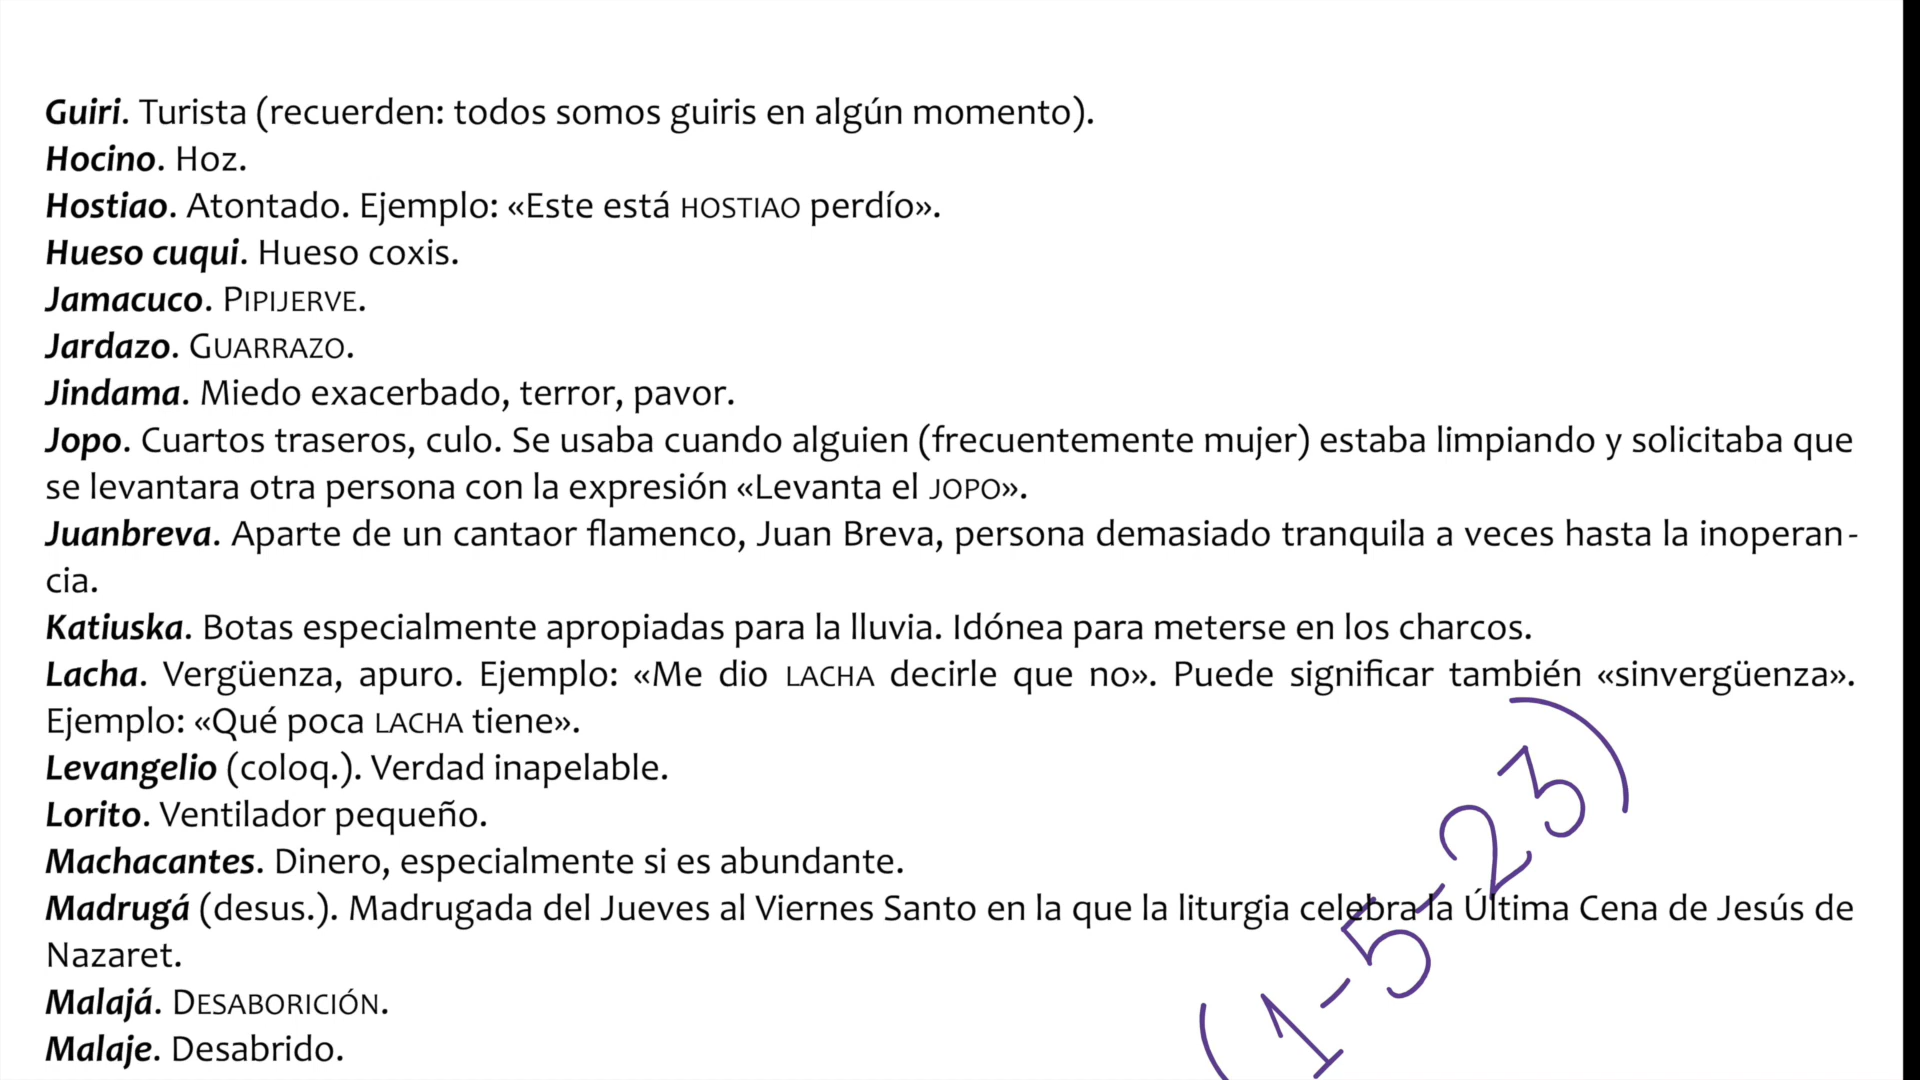 Guiri. Turista (recuerden: todos somos guiris en algún momento).
Hocino. Hoz.
Hostiao. Atontado. Ejemplo: «Este está HOSTIAO perdío».
Hueso cuqui. Hueso coxis.
Jamacuco. PIPIJERVE.
Jardazo. GUARRAZO.
Jindama. Miedo exacerbado, terror, pavor.
Jopo. Cuartos traseros, culo. Se usaba cuando alguien (frecuentemente mujer) estaba limpiando y solicitaba que
se levantara otra persona con la expresión «Levanta el JOPO».
Juanbreva. Aparte de un cantaor flamenco, Juan Breva, persona demasiado tranquila a veces hasta la inoperan-
cia.
Katiuska. Botas especialmente apropiadas para la lluvia. Idónea para meterse en los charcos.
Lacha. Vergüenza, apuro. Ejemplo: «Me dio LACHA decirle que no». Puede significar también «sinvergüenza».
Ejemplo: «Qué poca LACHA tiene».
Levangelio (coloq.). Verdad inapelable.
Lorito. Ventilador pequeño.
Machacantes. Dinero, especialmente si es abundante.
Madrugá (desus.). Madrugada del Jueves al Viernes Santo en la que la liturgia celebra la Última Cena de Jesús de
Nazaret.
Malajá. DESABORICIÓN.
Malaje. Desabrido.
(1-5-23)